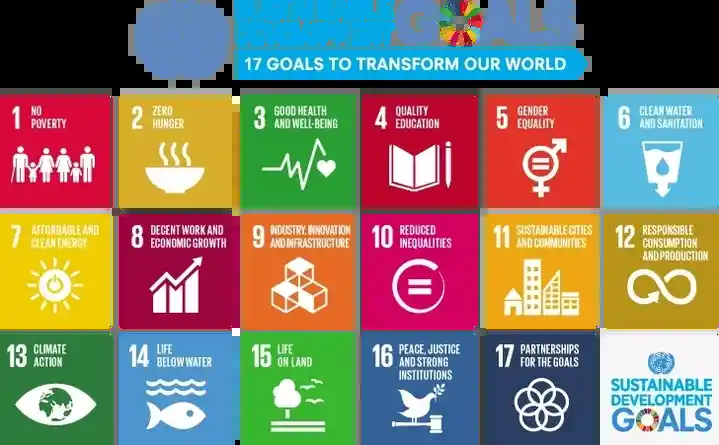 GOALS
17 GOALS TO TRANSFORM OUR WORLD
1 NO
POVERTY
2 ZERO
HUNGER
3 GOOD HEALTH
AND WELL-BEING
4 QUALITY
EDUCATION
5 GENDER
EQUALITY
6 CLEAN WATER
AND SANITATION
7 AFFORDABLE AND
CLEAN ENERGY
8 DECENT WORK AND
ECONOMIC GROWTH
9 INDUSTRY, INNOVATION
AND INFRASTRUCTURE
10 REDUCED
INEQUALITIES
11 SUSTAINABLE CITIES
AND COMMUNITIES
12 RESPONSIBLE
CONSUMPTION
AND PRODUCTION
13 CLIMATE
ACTION
14 LIFE
BELOW WATER
15 LIFE
ON LAND
16 PEACE, JUSTICE
AND STRONG
INSTITUTIONS
17 PARTNERSHIPS
FOR THE GOALS
SUSTAINABLE
DEVELOPMENT
GOALS